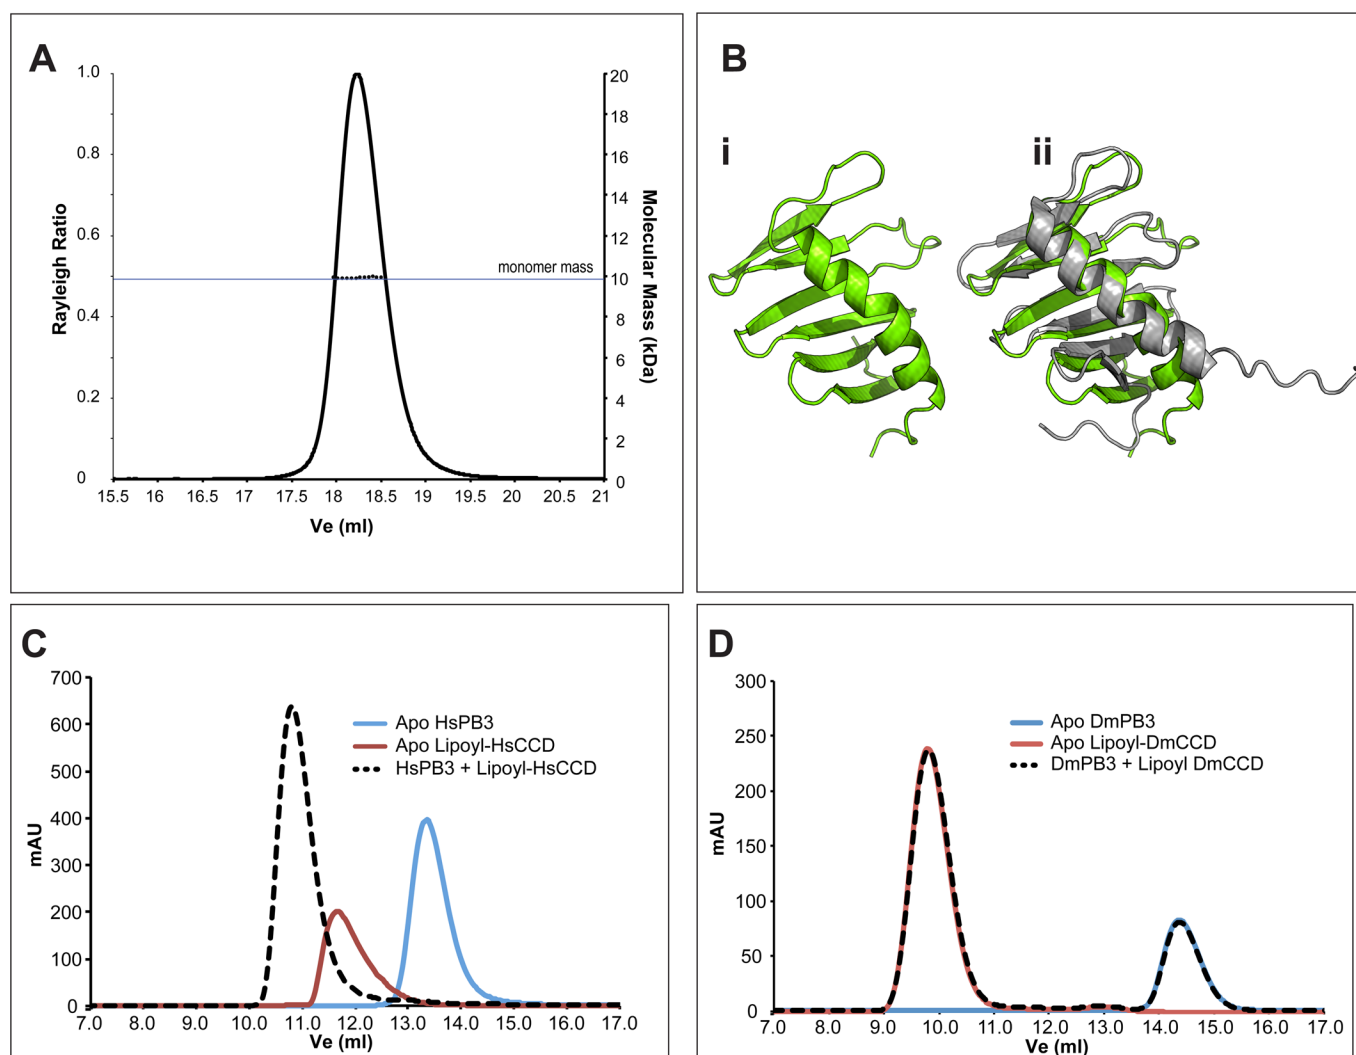 A
Rayleigh Ratio
1.0
0.8
0.6
0.4
0.2
0
Molecular Mass (kDa)
20
18
16
14
12
10
8
6
4
2
0
monomer mass
15.5 16 16.5 17 17.5 18 18.5 19 19.5 20 20.5 21
Ve (ml)
B
i
ii
C
mAU
700
600
500
400
300
200
100
0
Apo HsPB3
Apo Lipoyl-HsCCD
HsPB3 + Lipoyl-HsCCD
7.0 8.0 9.0 10.0 11.0 12.0 13.0 14.0 15.0 16.0 17.0
Ve (ml)
D
mAU
300
250
200
150
100
50
0
Apo DmPB3
Apo Lipoyl-DmCCD
DmPB3 + Lipoyl DmCCD
7.0 8.0 9.0 10.0 11.0 12.0 13.0 14.0 15.0 16.0 17.0
Ve (ml)